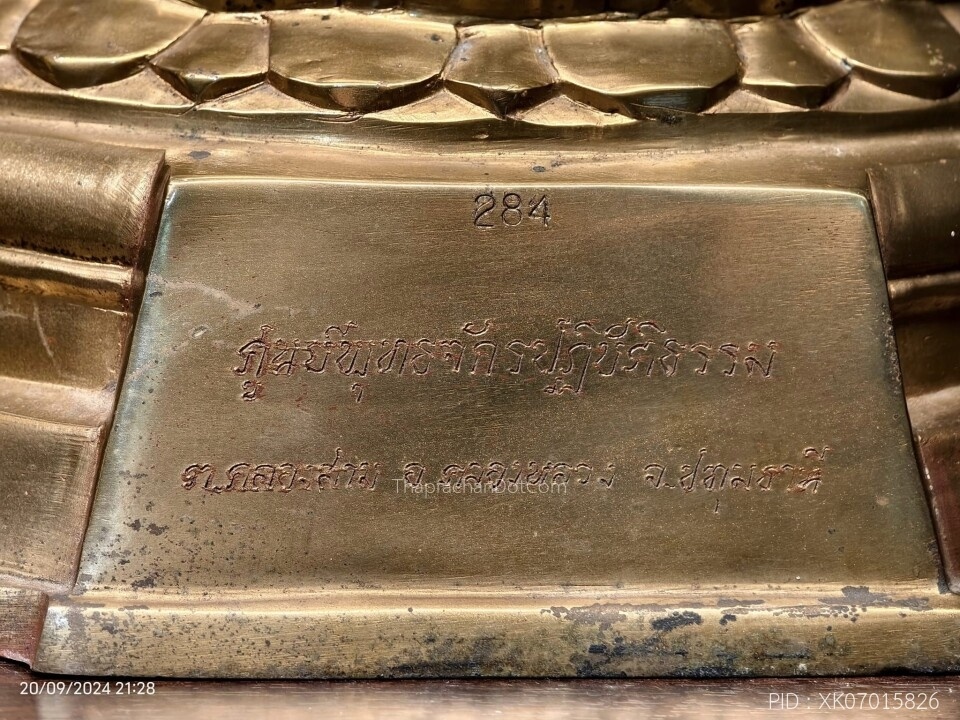 284
ศูนย์พุทธจักรปฏิบัติธรรม
ต.คลองสาม อ.คลองหลวง จ.ปทุมธานี
ThaprachanDotCom
20/09/2024 21:28
PID : XK07015826